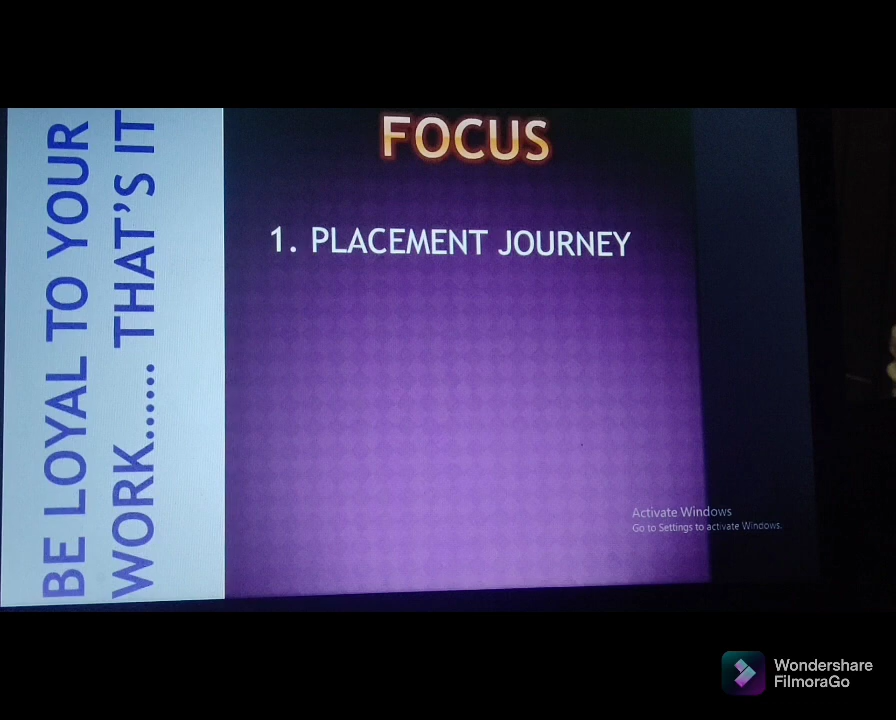 BE LOYAL TO YOUR
WORK...... THAT'S IT
FOCUS
1. PLACEMENT JOURNEY
Activate Windows
Go to Settings to activate Windows.
Wondershare
FilmoraGo